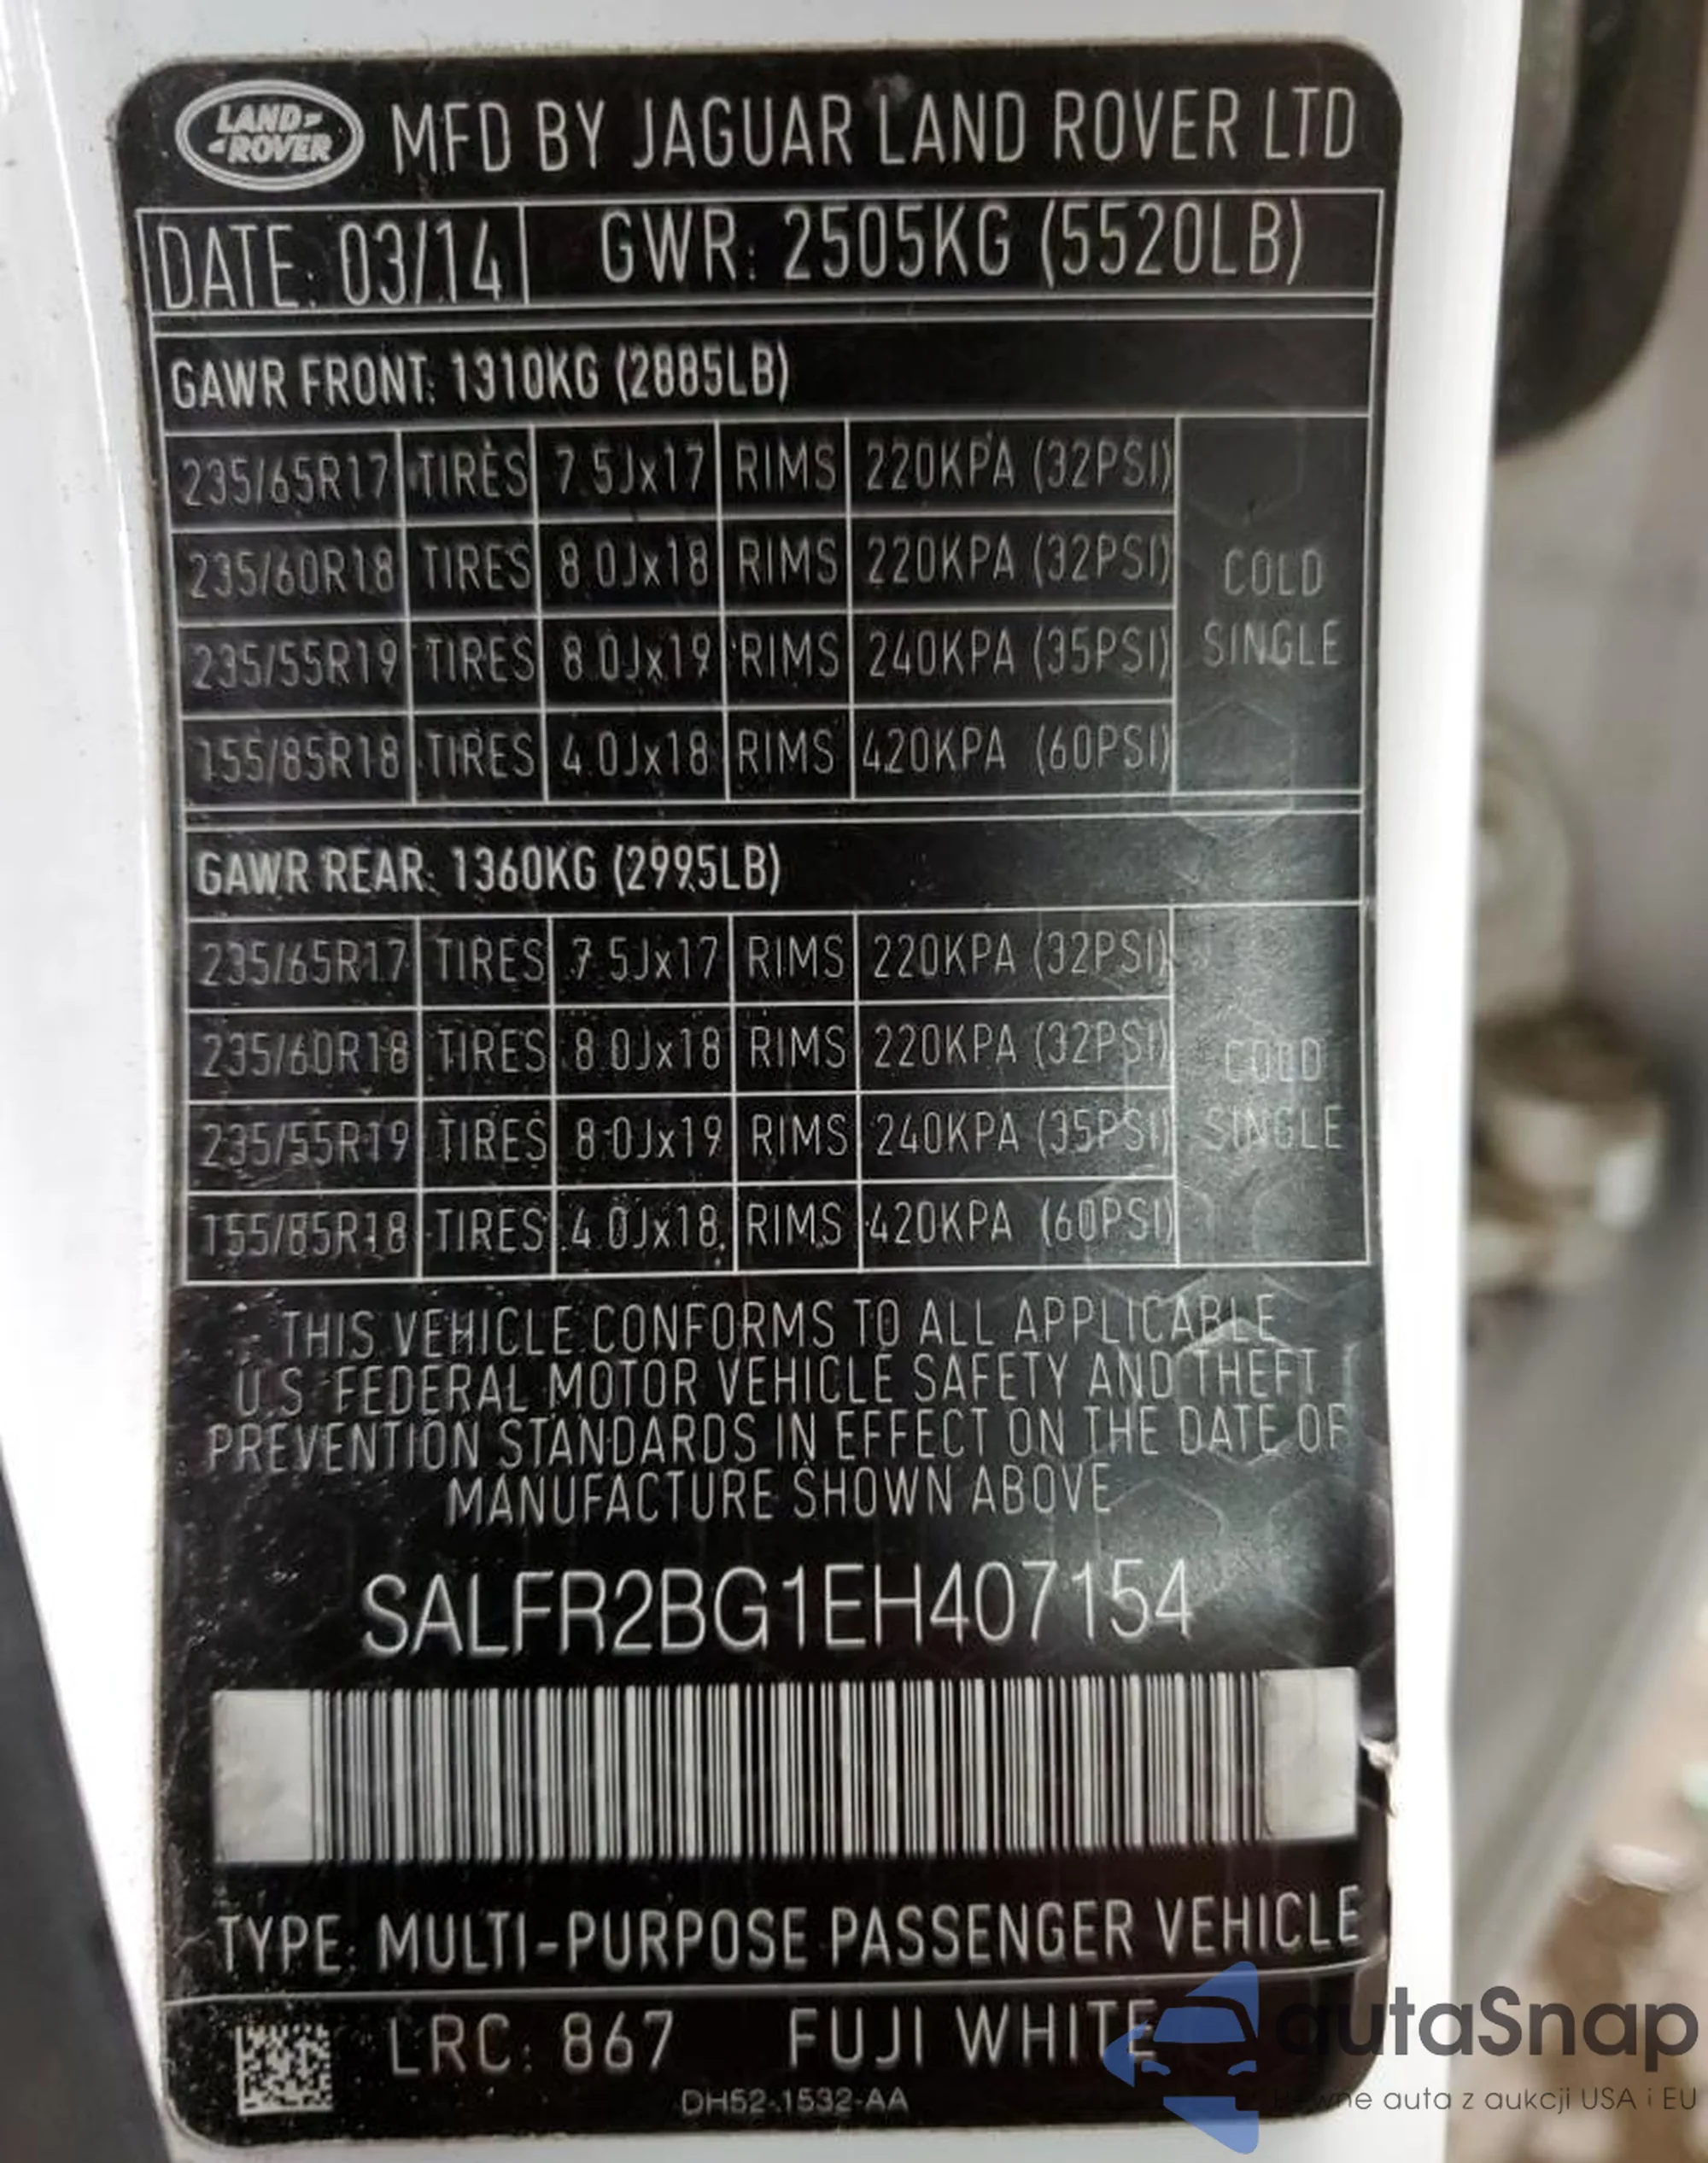 LAND ROVER MFD BY JAGUAR LAND ROVER LTD
DATE: 03/14 GWR: 2505KG (5520LB)
GAWR FRONT: 1310KG (2885LB)
235/65R17 TIRES 7.5Jx17 RIMS 220KPA (32PSI)
235/60R18 TIRES 8.0Jx18 RIMS 220KPA (32PSI)
COLD
235/55R19 TIRES 8.0Jx19 RIMS 240KPA (35PSI)
SINGLE
155/85R18 TIRES 4.0Jx18 RIMS 420KPA (60PSI)
GAWR REAR: 1360KG (2995LB)
235/65R17 TIRES 7.5Jx17 RIMS 220KPA (32PSI)
235/60R18 TIRES 8.0Jx18 RIMS 220KPA (32PSI)
COLD
235/55R19 TIRES 8.0Jx19 RIMS 240KPA (35PSI)
SINGLE
155/85R18 TIRES 4.0Jx18 RIMS 420KPA (60PSI)
THIS VEHICLE CONFORMS TO ALL APPLICABLE
U.S FEDERAL MOTOR VEHICLE SAFETY AND THEFT
PREVENTION STANDARDS IN EFFECT ON THE DATE OF
MANUFACTURE SHOWN ABOVE
SALFR2BG1EH407154
TYPE: MULTI-PURPOSE PASSENGER VEHICLE
LRC: 867 FUJI WHITE
DH52-1532-AA
autaSnap
auta z aukcji USA i EU